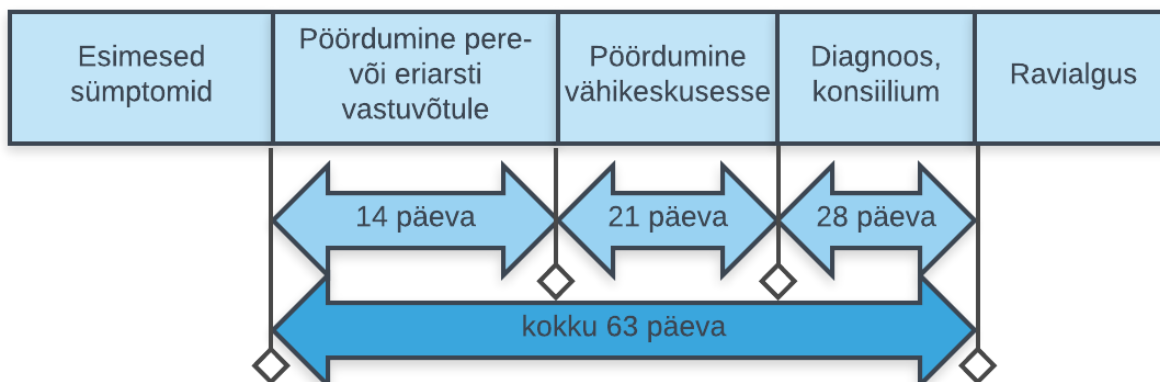 Esimesed
sümptomid
Pöördumine pere-
või eriarsti
vastuvõtule
Pöördumine
vähikeskusesse
Diagnoos,
konsiilium
Ravialgus
14 päeva
21 päeva
28 päeva
kokku 63 päeva